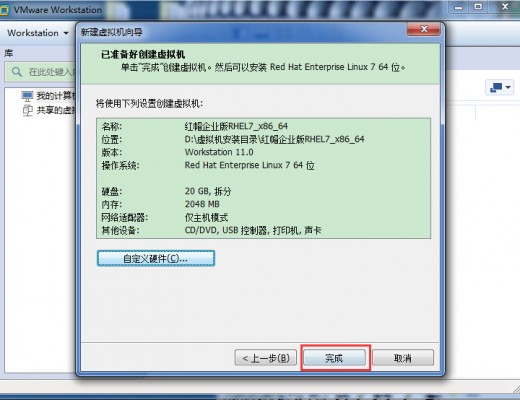 VMware Workstation
Workstation
新建虚拟机向导
库
在此处键入
我的计算机
共享的虚拟
已准备好创建虚拟机
单击“完成”创建虚拟机。然后可以安装 Red Hat Enterprise Linux 7 64 位。
将使用下列设置创建虚拟机:
名称: 红帽企业版RHEL7_x86_64
位置: D:\虚拟机安装目录\红帽企业版RHEL7_x86_64
版本: Workstation 11.0
操作系统: Red Hat Enterprise Linux 7 64 位
硬盘: 20 GB, 拆分
内存: 2048 MB
网络适配器: 仅主机模式
其他设备: CD/DVD, USB 控制器, 打印机, 声卡
自定义硬件(C)...
< 上一步(B)
完成
取消